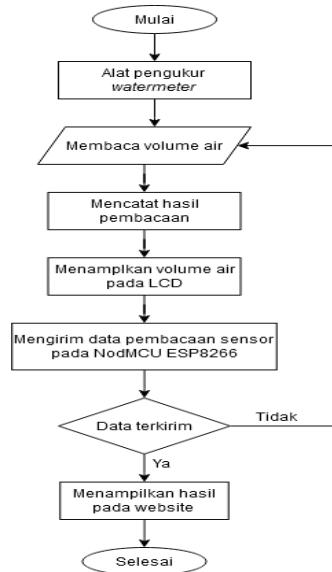 Mulai
Alat pengukur
watermeter
Membaca volume air
Mencatat hasil
pembacaan
Menamplkan volume air
pada LCD
Mengirim data pembacaan sensor
pada NodMCU ESP8266
Data terkirim
Tidak
Ya
Menampilkan hasil
pada website
Selesai